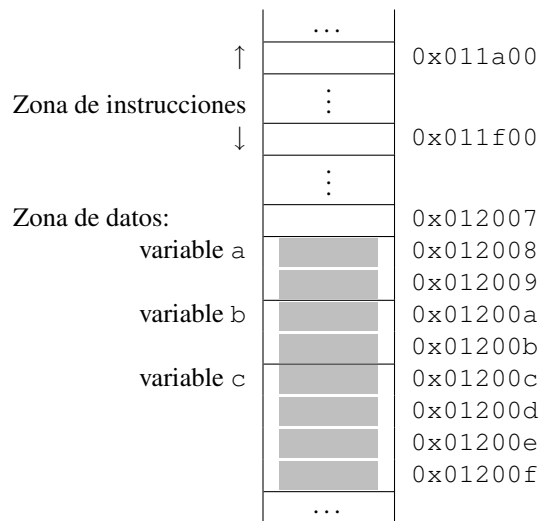 ...
↑ 0x011a00
Zona de instrucciones ⋮
↓ 0x011f00
⋮
Zona de datos: 0x012007
variable a 0x012008
0x012009
variable b 0x01200a
0x01200b
variable c 0x01200c
0x01200d
0x01200e
0x01200f
...